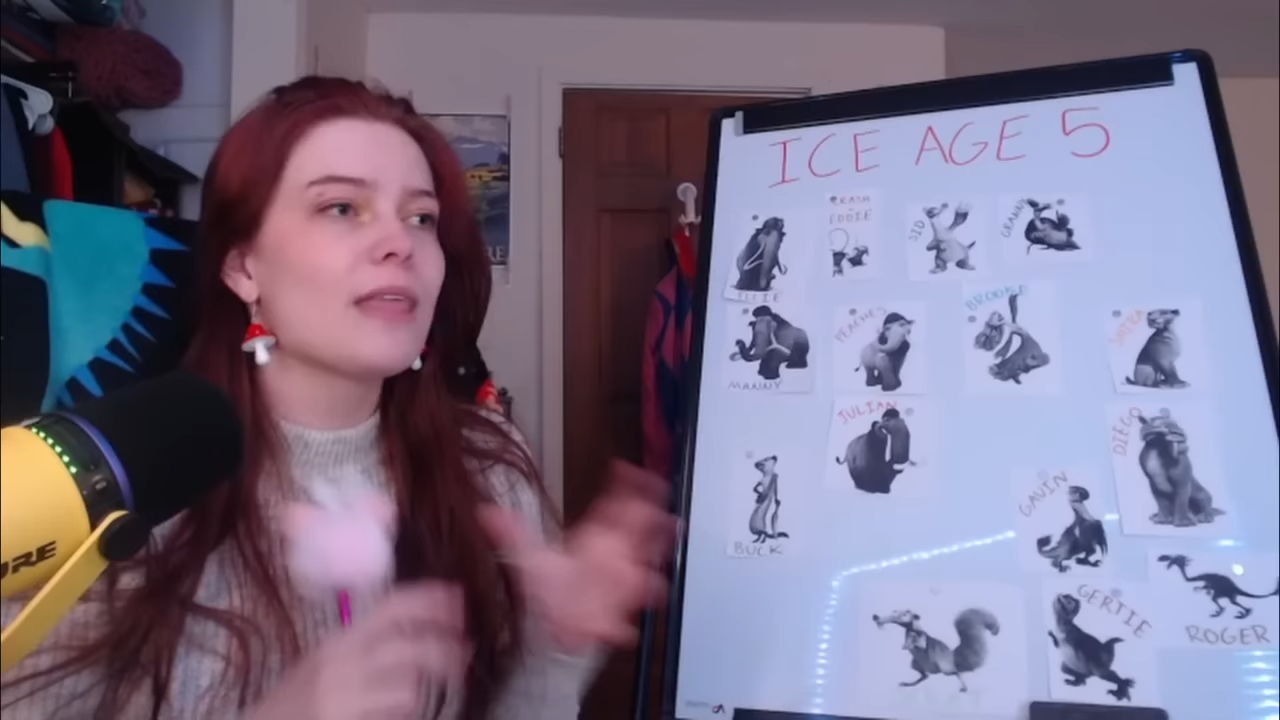 ICE AGE 5
CRASH
EDDIE
SID
GRANNY
ELLIE
MANNY
PEACHES
BROOKE
SHIRA
JULIAN
DIEGO
BUCK
GAVIN
GERTIE
ROGER